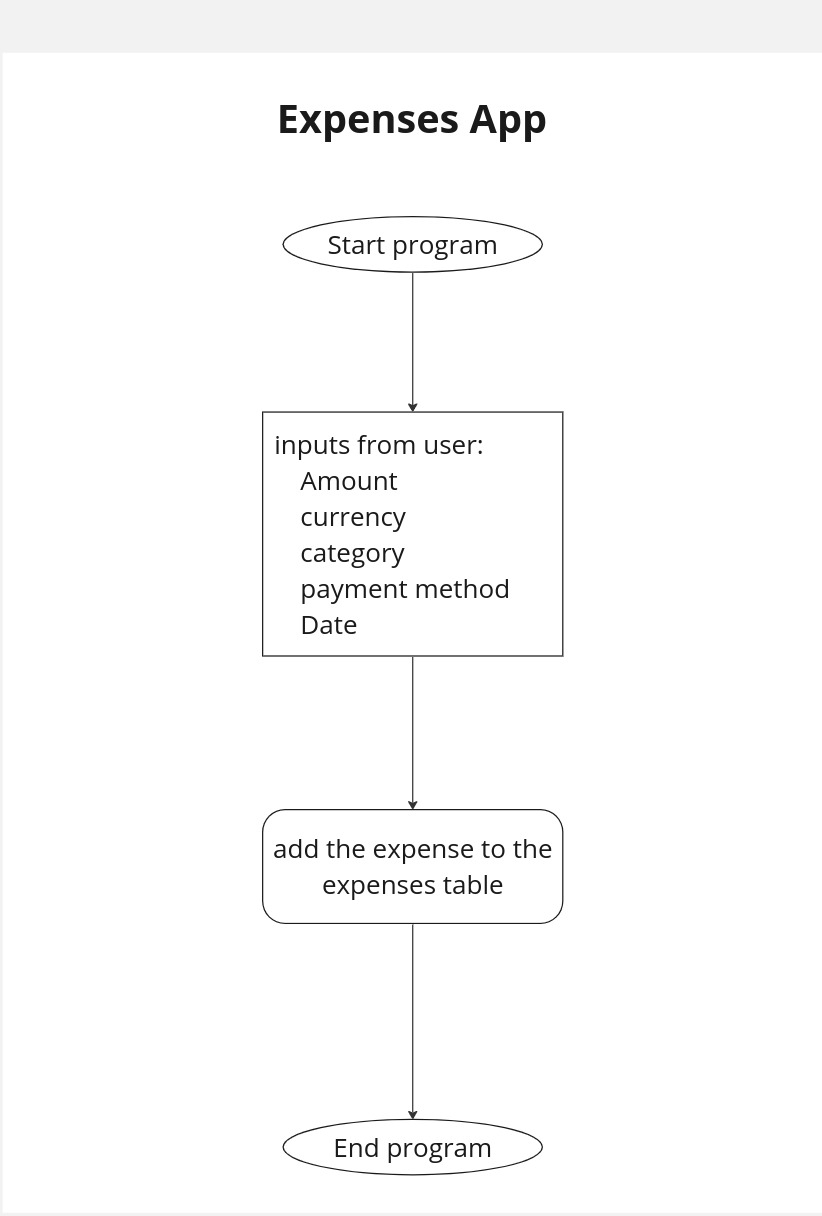 Expenses App
Start program
inputs from user:
Amount
currency
category
payment method
Date
add the expense to the
expenses table
End program